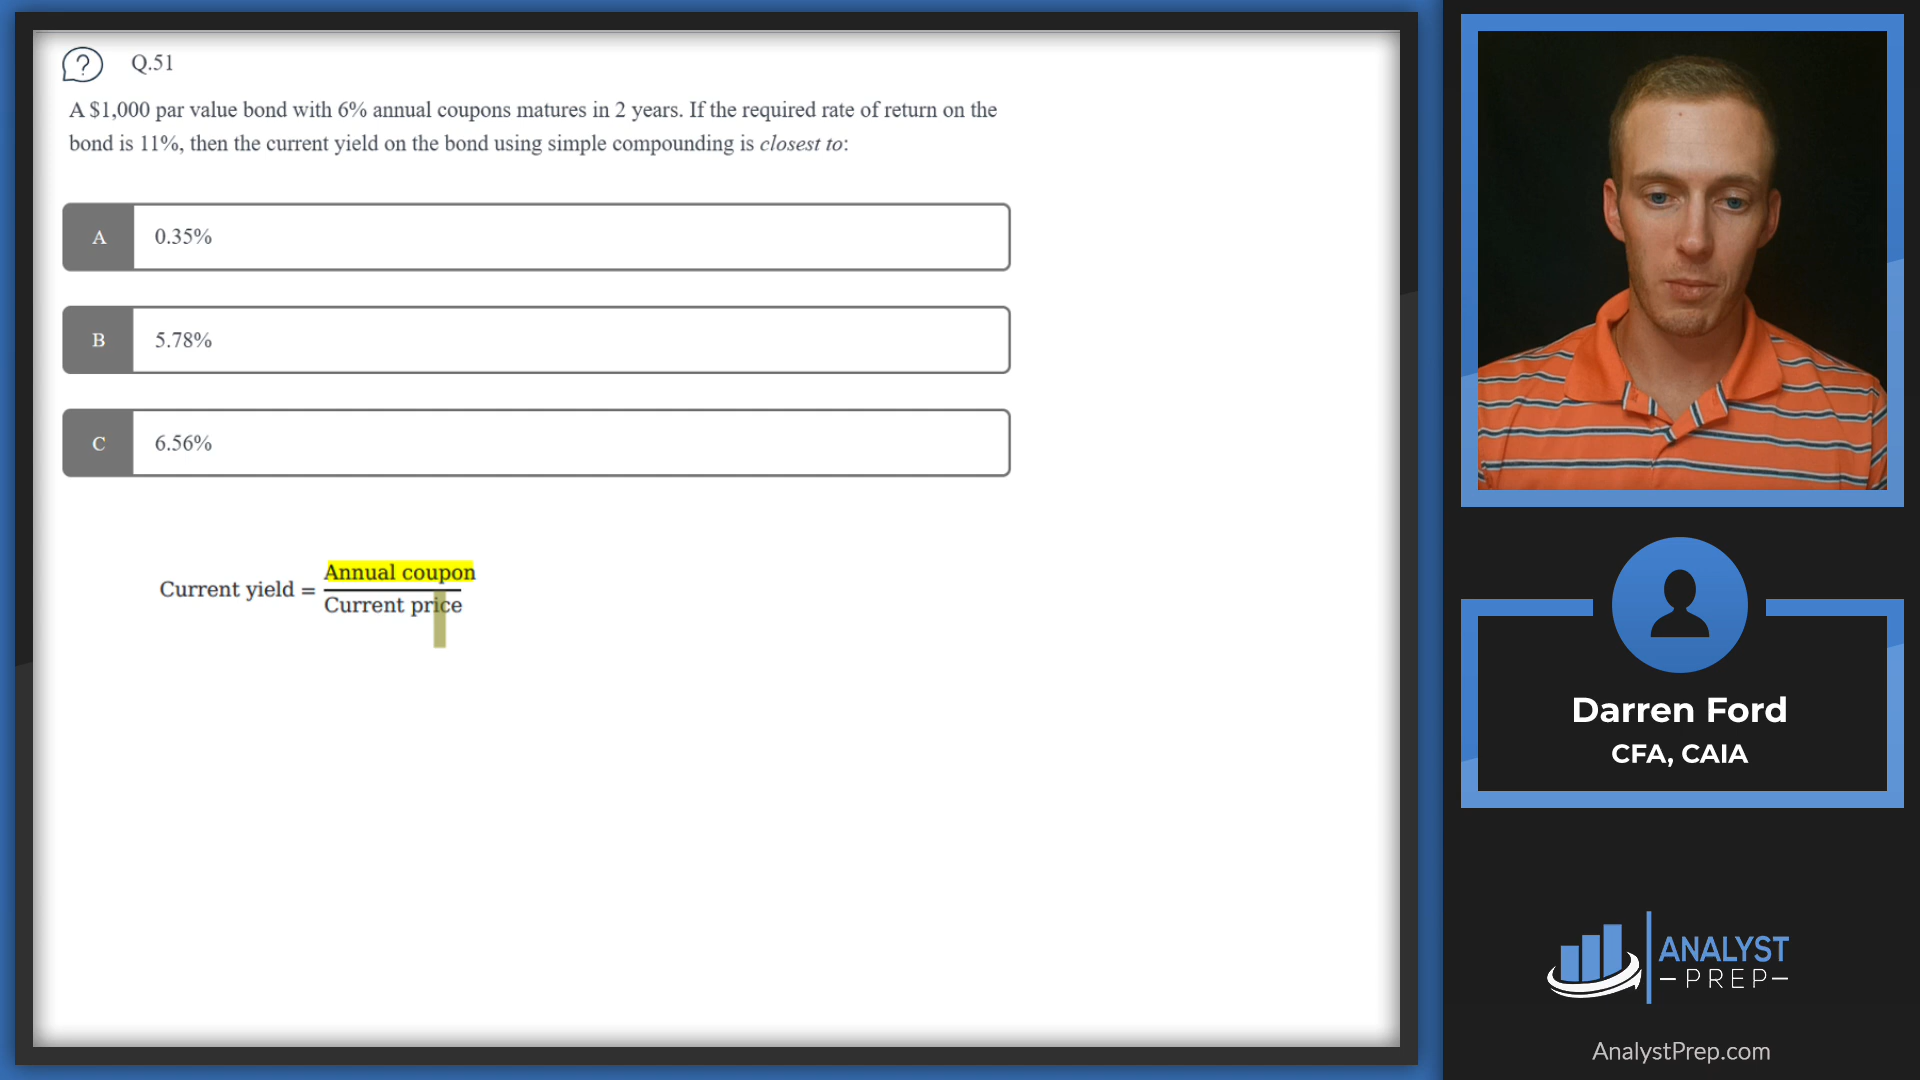 ?
Q.51
A $1,000 par value bond with 6% annual coupons matures in 2 years. If the required rate of return on the
bond is 11%, then the current yield on the bond using simple compounding is closest to:
A
0.35%
B
5.78%
C
6.56%
Current yield =
Annual coupon
Current price
Darren Ford
CFA, CAIA
ANALYST
PREP
AnalystPrep.com